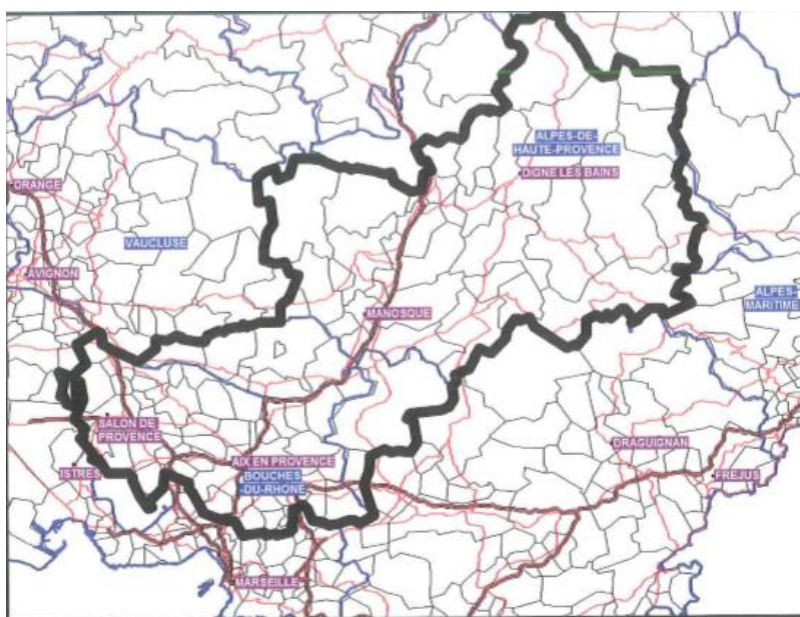 ALPES-DE-
HAUTE-PROVENCE
DIGNE LES BAINS
ORANGE
VAUCLUSE
AVIGNON
ALPES-
MARITIME
MANOSQUE
SALON DE
PROVENCE
DRAGUIGNAN
AIX EN PROVENCE
ISTRES
BOUCHES
-DU-RHONE
FREJUS
MARSEILLE